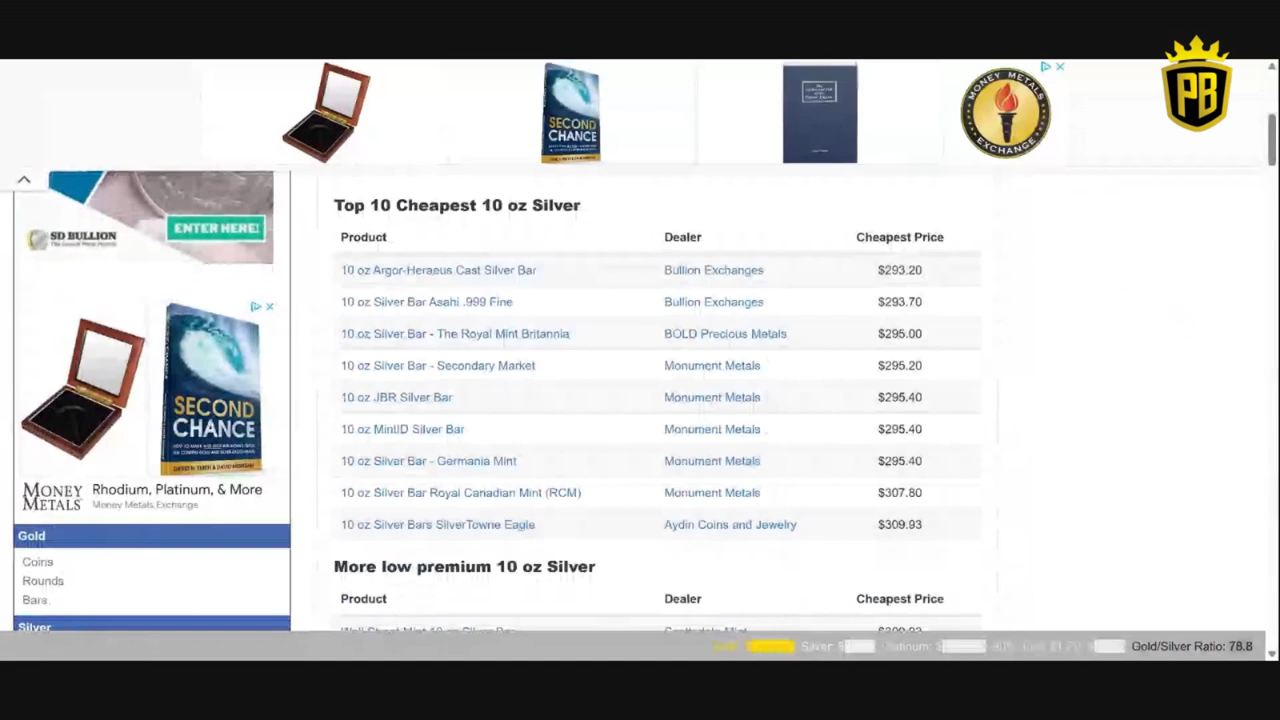 PB
MONEY METALS
EXCHANGE
SECOND
CHANCE
SD BULLION
ENTER HERE!
SECOND
CHANCE
MONEY
METALS
Rhodium, Platinum, & More
Money Metals Exchange
Gold
Coins
Rounds
Bars
Silver
Top 10 Cheapest 10 oz Silver
Product Dealer Cheapest Price
10 oz Argor-Heraeus Cast Silver Bar Bullion Exchanges $293.20
10 oz Silver Bar Asahi .999 Fine Bullion Exchanges $293.70
10 oz Silver Bar - The Royal Mint Britannia BOLD Precious Metals $295.00
10 oz Silver Bar - Secondary Market Monument Metals $295.20
10 oz JBR Silver Bar Monument Metals $295.40
10 oz MintID Silver Bar Monument Metals $295.40
10 oz Silver Bar - Germania Mint Monument Metals $295.40
10 oz Silver Bar Royal Canadian Mint (RCM) Monument Metals $307.80
10 oz Silver Bars SilverTowne Eagle Aydin Coins and Jewelry $309.93
More low premium 10 oz Silver
Product Dealer Cheapest Price
Silver: Platinum: Gold/Silver Ratio: 78.8